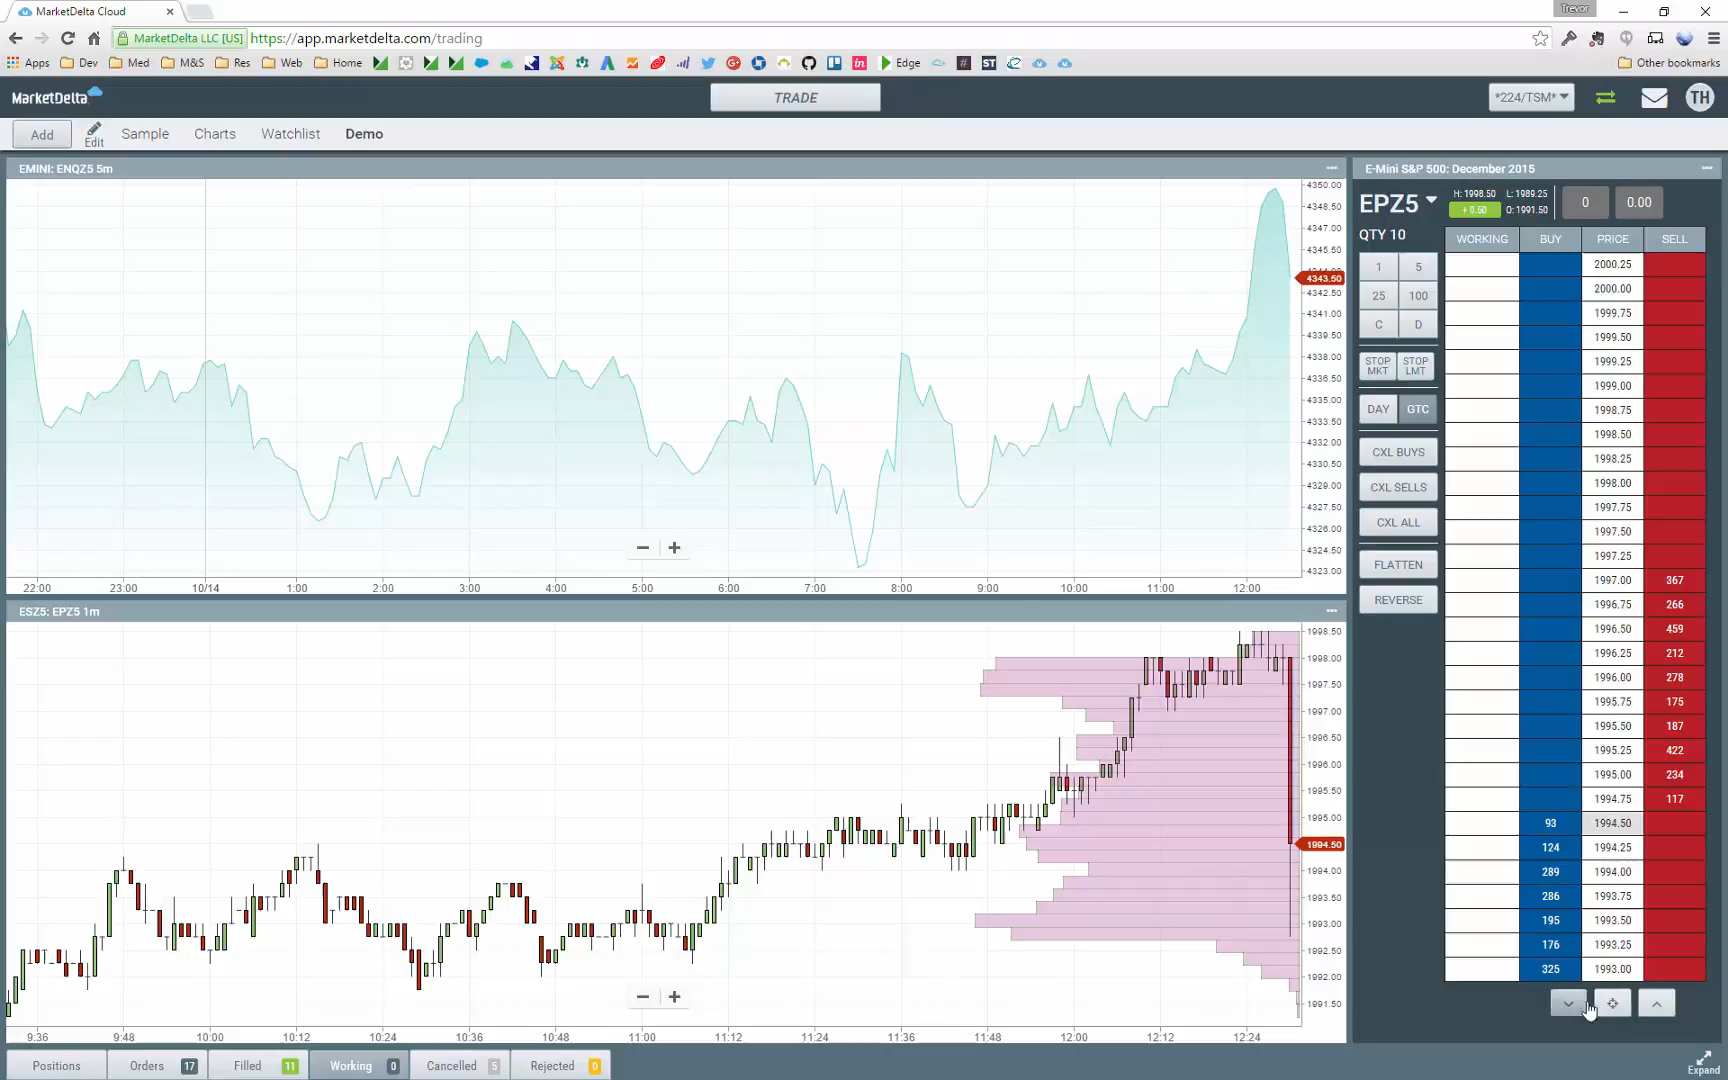 MarketDelta Cloud
Trevor
MarketDelta LLC [US] https://app.marketdelta.com/trading
Apps Dev Med M&S Res Web Home Edge Other bookmarks
MarketDelta TRADE *224/TSM* TH
Add Edit Sample Charts Watchlist Demo
EMINI: ENQZ5 5m
4350.00
4348.50
4347.00
4345.50
4343.50
4342.50
4341.00
4339.50
4338.00
4336.50
4335.00
4333.50
4332.00
4330.50
4329.00
4327.50
4326.00
4324.50
4323.00
22:00 23:00 10/14 1:00 2:00 3:00 4:00 5:00 6:00 7:00 8:00 9:00 10:00 11:00 12:00
ESZ5: EPZ5 1m
1998.50
1998.00
1997.50
1997.00
1996.50
1996.00
1995.50
1995.00
1994.50
1994.00
1993.50
1993.00
1992.50
1992.00
1991.50
9:36 9:48 10:00 10:12 10:24 10:36 10:48 11:00 11:12 11:24 11:36 11:48 12:00 12:12 12:24
E-Mini S&P 500: December 2015
EPZ5 H: 1998.50 L: 1989.25 0 0.00
+ 0.50 O: 1991.50
QTY 10
1 5
25 100
C D
STOP MKT STOP LMT
DAY GTC
CXL BUYS
CXL SELLS
CXL ALL
FLATTEN
REVERSE
WORKING BUY PRICE SELL
2000.25
2000.00
1999.75
1999.50
1999.25
1999.00
1998.75
1998.50
1998.25
1998.00
1997.75
1997.50
1997.25
1997.00 367
1996.75 266
1996.50 459
1996.25 212
1996.00 278
1995.75 175
1995.50 187
1995.25 422
1995.00 234
1994.75 117
93 1994.50
124 1994.25
289 1994.00
286 1993.75
195 1993.50
176 1993.25
325 1993.00
Positions Orders 17 Filled 11 Working 0 Cancelled 5 Rejected 0
Expand